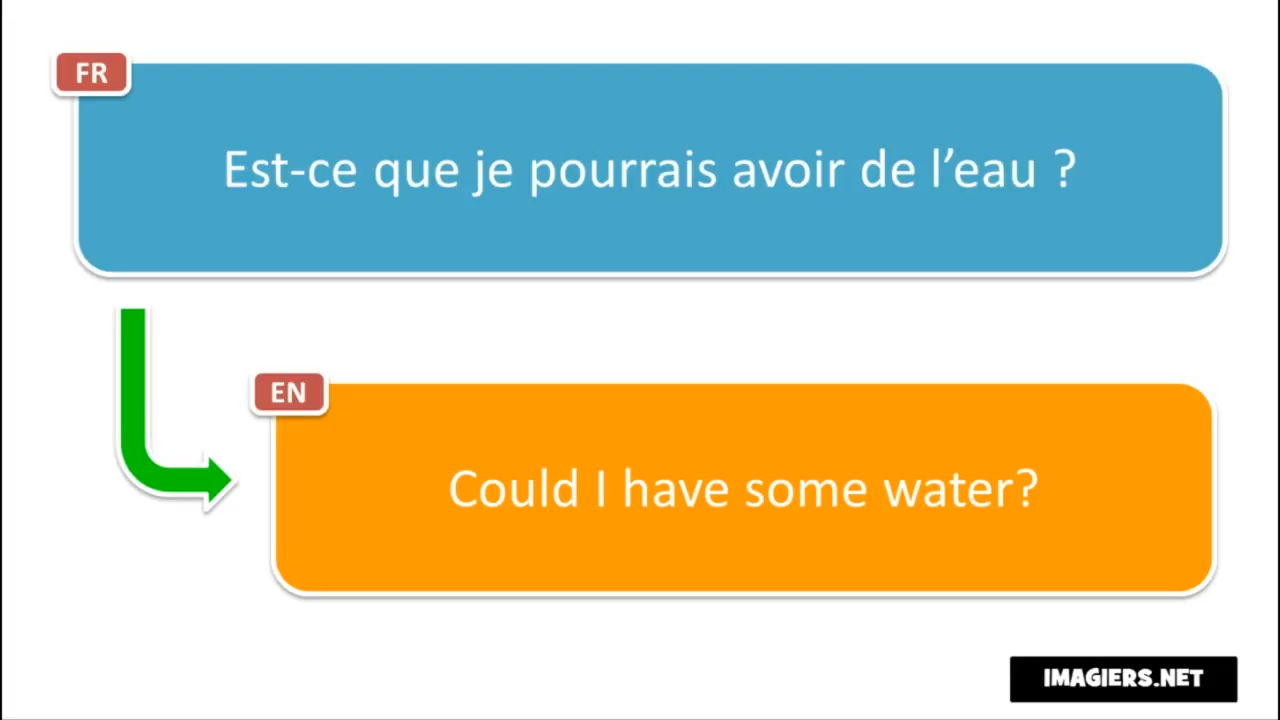 FR
Est-ce que je pourrais avoir de l’eau ?
EN
Could I have some water?
IMAGIERS.NET